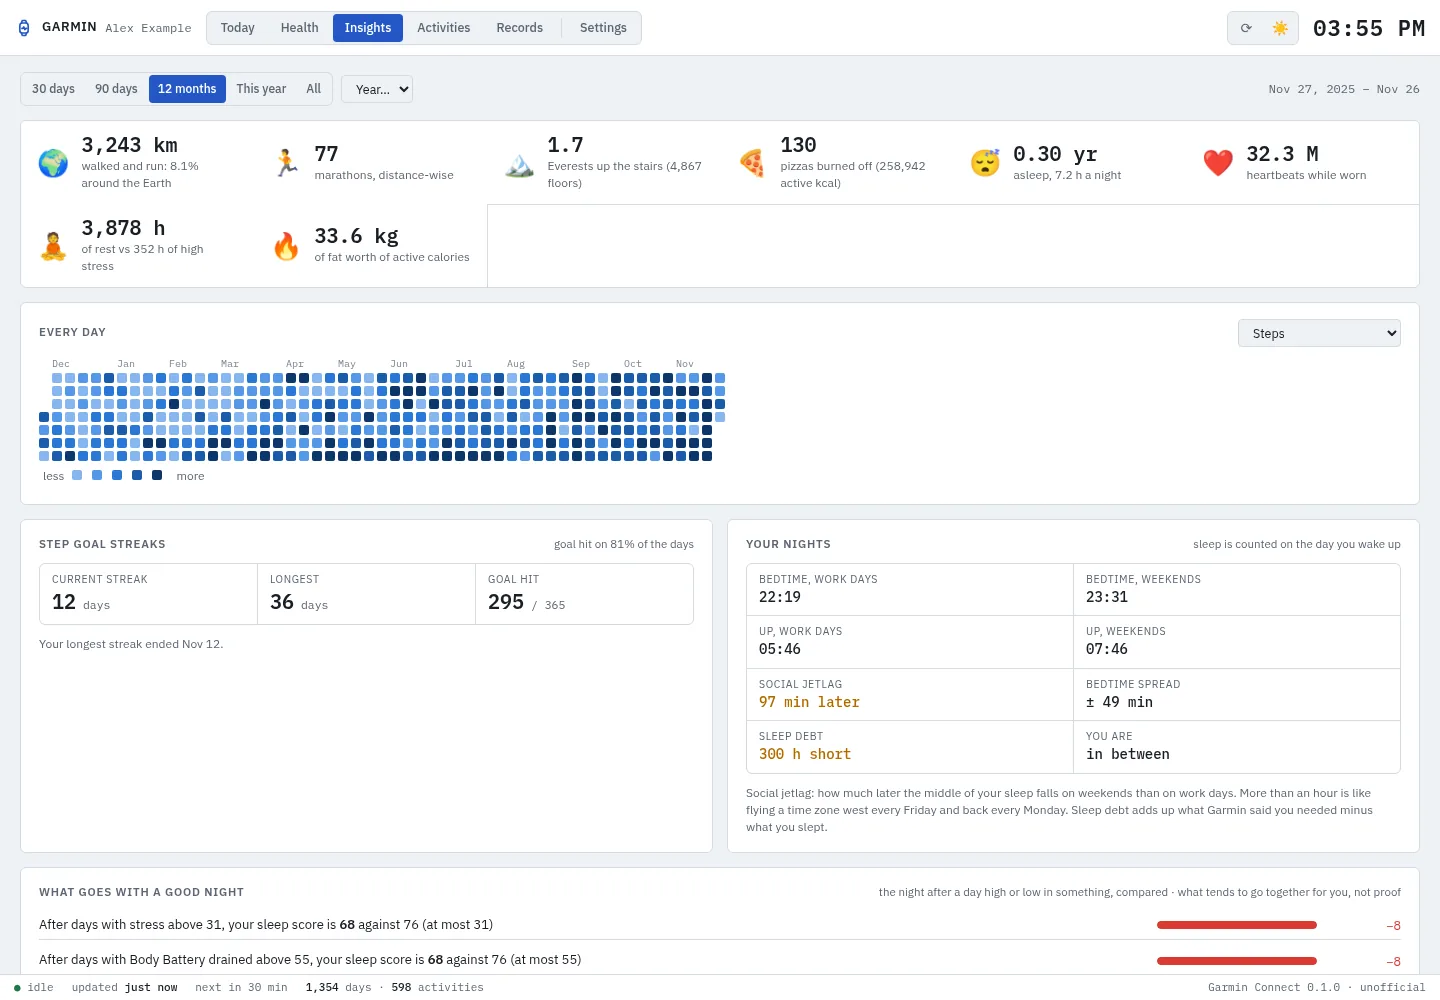 GARMIN Alex Example Today Health Insights Activities Records Settings ⟳ 03:55 PM
30 days 90 days 12 months This year All Year... Nov 27, 2025 – Nov 26
3,243 km
walked and run: 8.1%
around the Earth
77
marathons, distance-wise
1.7
Everests up the stairs (4,867
floors)
130
pizzas burned off (258,942
active kcal)
0.30 yr
asleep, 7.2 h a night
32.3 M
heartbeats while worn
3,878 h
of rest vs 352 h of high
stress
33.6 kg
of fat worth of active calories
EVERY DAY Steps
Dec Jan Feb Mar Apr May Jun Jul Aug Sep Oct Nov
less more
STEP GOAL STREAKS goal hit on 81% of the days
CURRENT STREAK
12 days
LONGEST
36 days
GOAL HIT
295 / 365
Your longest streak ended Nov 12.
YOUR NIGHTS sleep is counted on the day you wake up
BEDTIME, WORK DAYS
22:19
BEDTIME, WEEKENDS
23:31
UP, WORK DAYS
05:46
UP, WEEKENDS
07:46
SOCIAL JETLAG
97 min later
BEDTIME SPREAD
± 49 min
SLEEP DEBT
300 h short
YOU ARE
in between
Social jetlag: how much later the middle of your sleep falls on weekends than on work days. More than an hour is like
flying a time zone west every Friday and back every Monday. Sleep debt adds up what Garmin said you needed minus
what you slept.
WHAT GOES WITH A GOOD NIGHT the night after a day high or low in something, compared · what tends to go together for you, not proof
After days with stress above 31, your sleep score is 68 against 76 (at most 31) −8
After days with Body Battery drained above 55, your sleep score is 68 against 76 (at most 55) −8
idle updated just now next in 30 min 1,354 days · 598 activities Garmin Connect 0.1.0 · unofficial